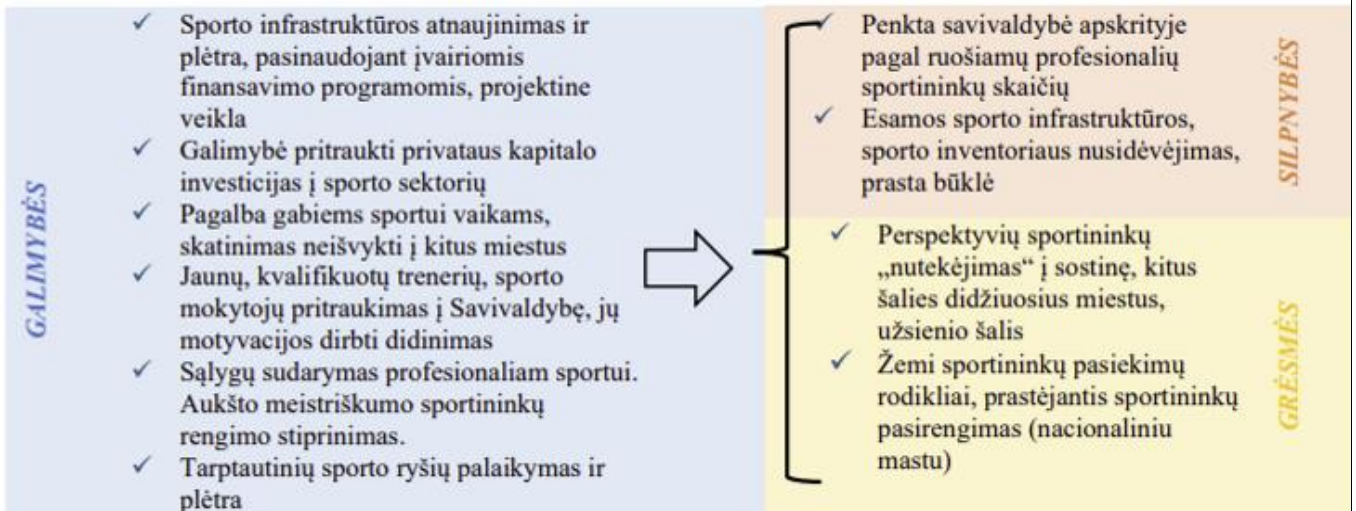 GALIMYBĖS
✓ Sporto infrastruktūros atnaujinimas ir
plėtra, pasinaudojant įvairiomis
finansavimo programomis, projektine
veikla
✓ Galimybė pritraukti privataus kapitalo
investicijas į sporto sektorių
✓ Pagalba gabiems sportui vaikams,
skatinimas neišvykti į kitus miestus
✓ Jaunų, kvalifikuotų trenerių, sporto
mokytojų pritraukimas į Savivaldybę, jų
motyvacijos dirbti didinimas
✓ Sąlygų sudarymas profesionaliam sportui.
Aukšto meistriškumo sportininkų
rengimo stiprinimas.
✓ Tarptautinių sporto ryšių palaikymas ir
plėtra
✓ Penkta savivaldybė apskrityje
pagal ruošiamų profesionalių
sportininkų skaičių
✓ Esamos sporto infrastruktūros,
sporto inventoriaus nusidėvėjimas,
prasta būklė
SILPNYBĖS
✓ Perspektyvių sportininkų
„nutekėjimas“ į sostinę, kitus
šalies didžiuosius miestus,
užsienio šalis
✓ Žemi sportininkų pasiekimų
rodikliai, prastėjantis sportininkų
pasirengimas (nacionaliniu
mastu)
GRĖSMĖS